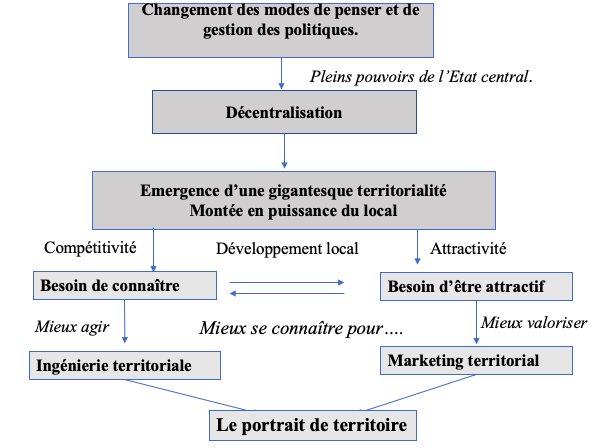 Changement des modes de penser et de
gestion des politiques.
Pleins pouvoirs de l’Etat central.
Décentralisation
Emergence d’une gigantesque territorialité
Montée en puissance du local
Compétitivité
Développement local
Attractivité
Besoin de connaître
Besoin d’être attractif
Mieux agir
Mieux se connaître pour….
Mieux valoriser
Ingénierie territoriale
Marketing territorial
Le portrait de territoire